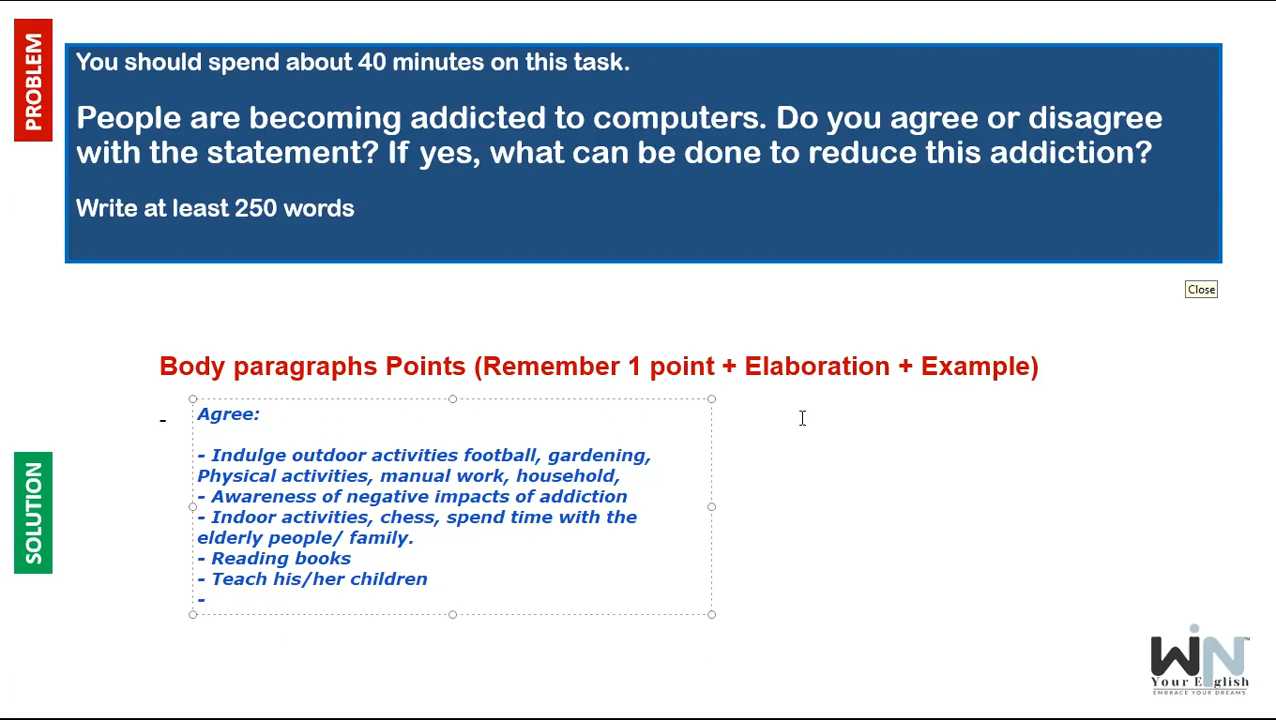 PROBLEM
You should spend about 40 minutes on this task.
People are becoming addicted to computers. Do you agree or disagree
with the statement? If yes, what can be done to reduce this addiction?
Write at least 250 words
Close
Body paragraphs Points (Remember 1 point + Elaboration + Example)
-
Agree:
- Indulge outdoor activities football, gardening,
Physical activities, manual work, household,
- Awareness of negative impacts of addiction
- Indoor activities, chess, spend time with the
elderly people/ family.
- Reading books
- Teach his/her children
-
SOLUTION
WiN™
Your English
EMBRACE YOUR DREAMS